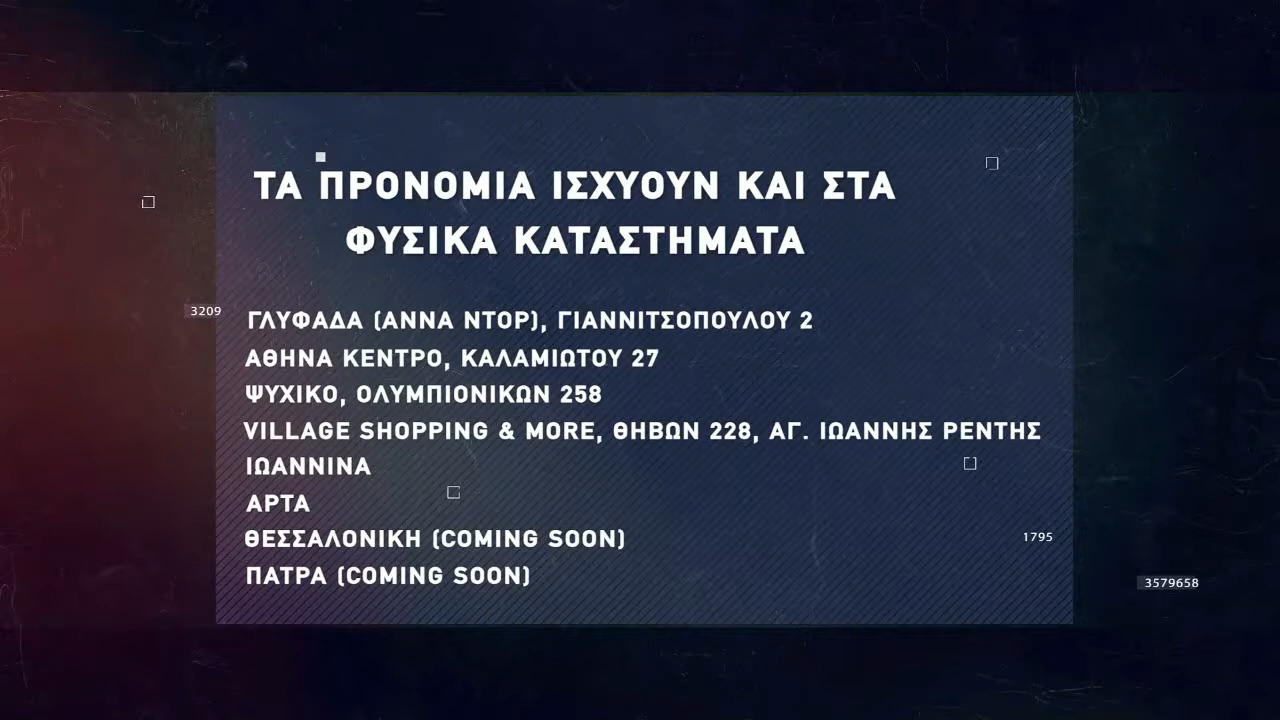 ΤΑ ΠΡΟΝΟΜΙΑ ΙΣΧΥΟΥΝ ΚΑΙ ΣΤΑ
ΦΥΣΙΚΑ ΚΑΤΑΣΤΗΜΑΤΑ
3209
ΓΛΥΦΑΔΑ (ΑΝΝΑ ΝΤΟΡ), ΓΙΑΝΝΙΤΣΟΠΟΥΛΟΥ 2
ΑΘΗΝΑ ΚΕΝΤΡΟ, ΚΑΛΑΜΙΩΤΟΥ 27
ΨΥΧΙΚΟ, ΟΛΥΜΠΙΟΝΙΚΩΝ 258
VILLAGE SHOPPING & MORE, ΘΗΒΩΝ 228, ΑΓ. ΙΩΑΝΝΗΣ ΡΕΝΤΗΣ
ΙΩΑΝΝΙΝΑ
ΑΡΤΑ
ΘΕΣΣΑΛΟΝΙΚΗ (COMING SOON)
1795
ΠΑΤΡΑ (COMING SOON)
3579658